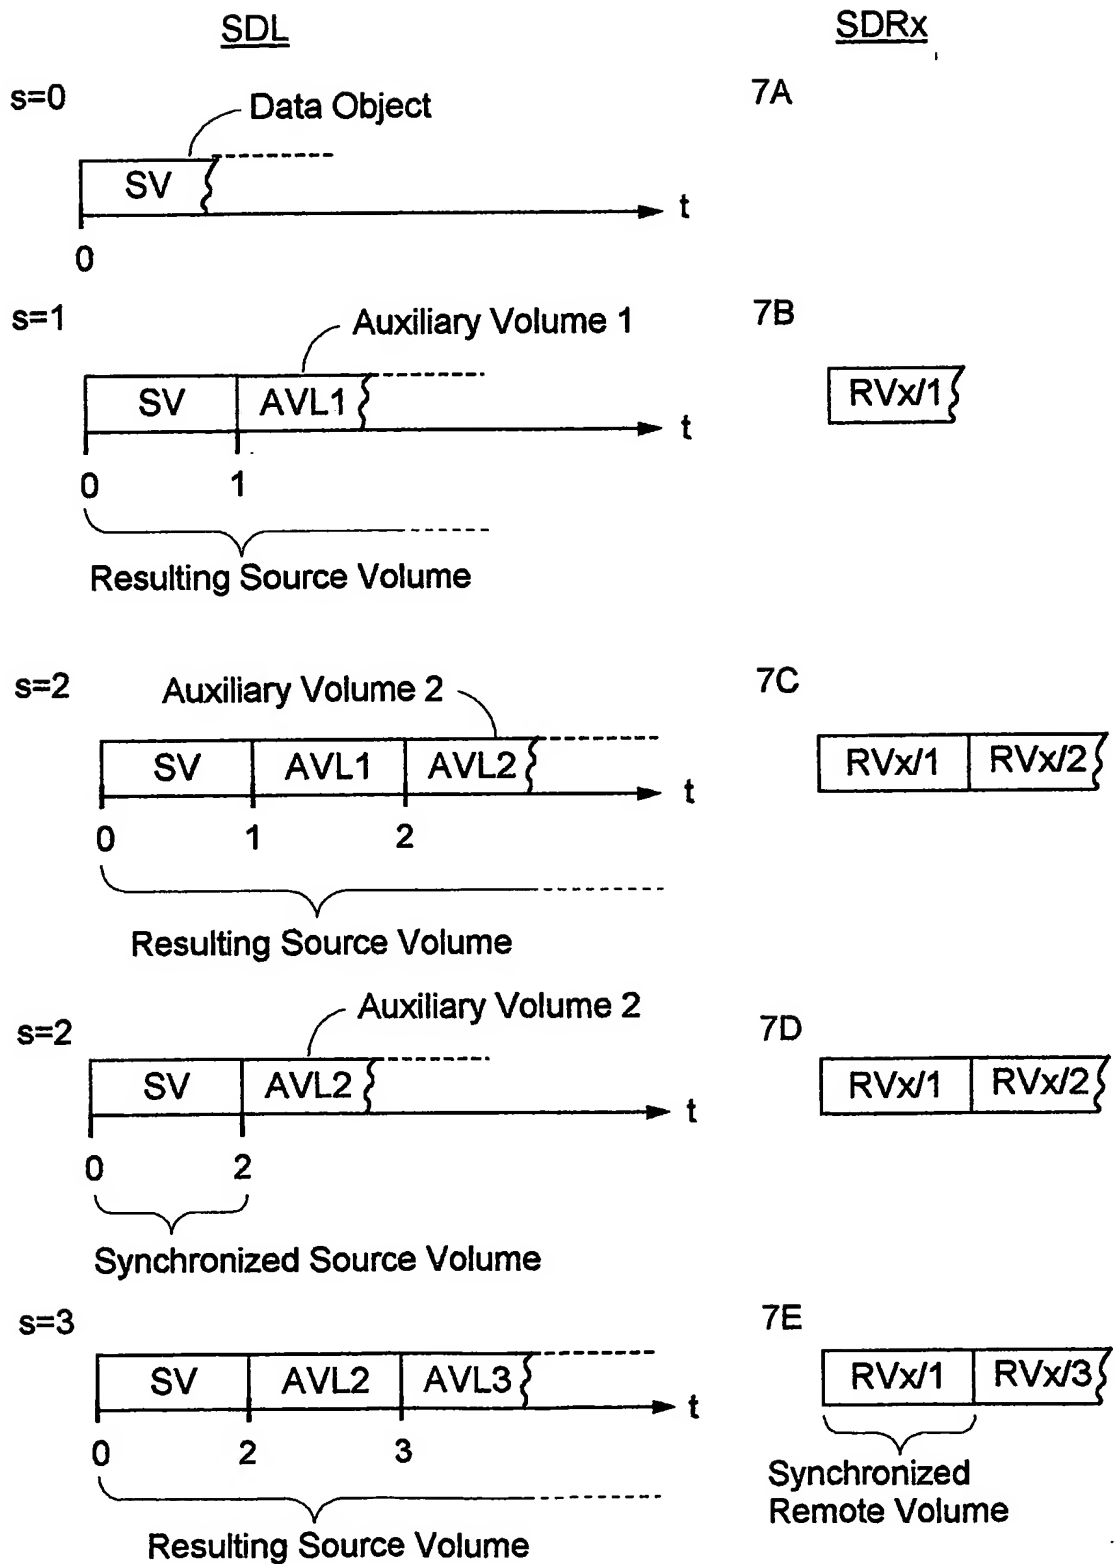 SDL SDRx
s=0 Data Object 7A
SV
t
0
s=1 Auxiliary Volume 1 7B
SV AVL1 RVx/1
t
0 1
Resulting Source Volume
s=2 Auxiliary Volume 2 7C
SV AVL1 AVL2 RVx/1 RVx/2
t
0 1 2
Resulting Source Volume
s=2 Auxiliary Volume 2 7D
SV AVL2 RVx/1 RVx/2
t
0 2
Synchronized Source Volume
s=3 7E
SV AVL2 AVL3 RVx/1 RVx/3
t
0 2 3
Synchronized
Remote Volume
Resulting Source Volume